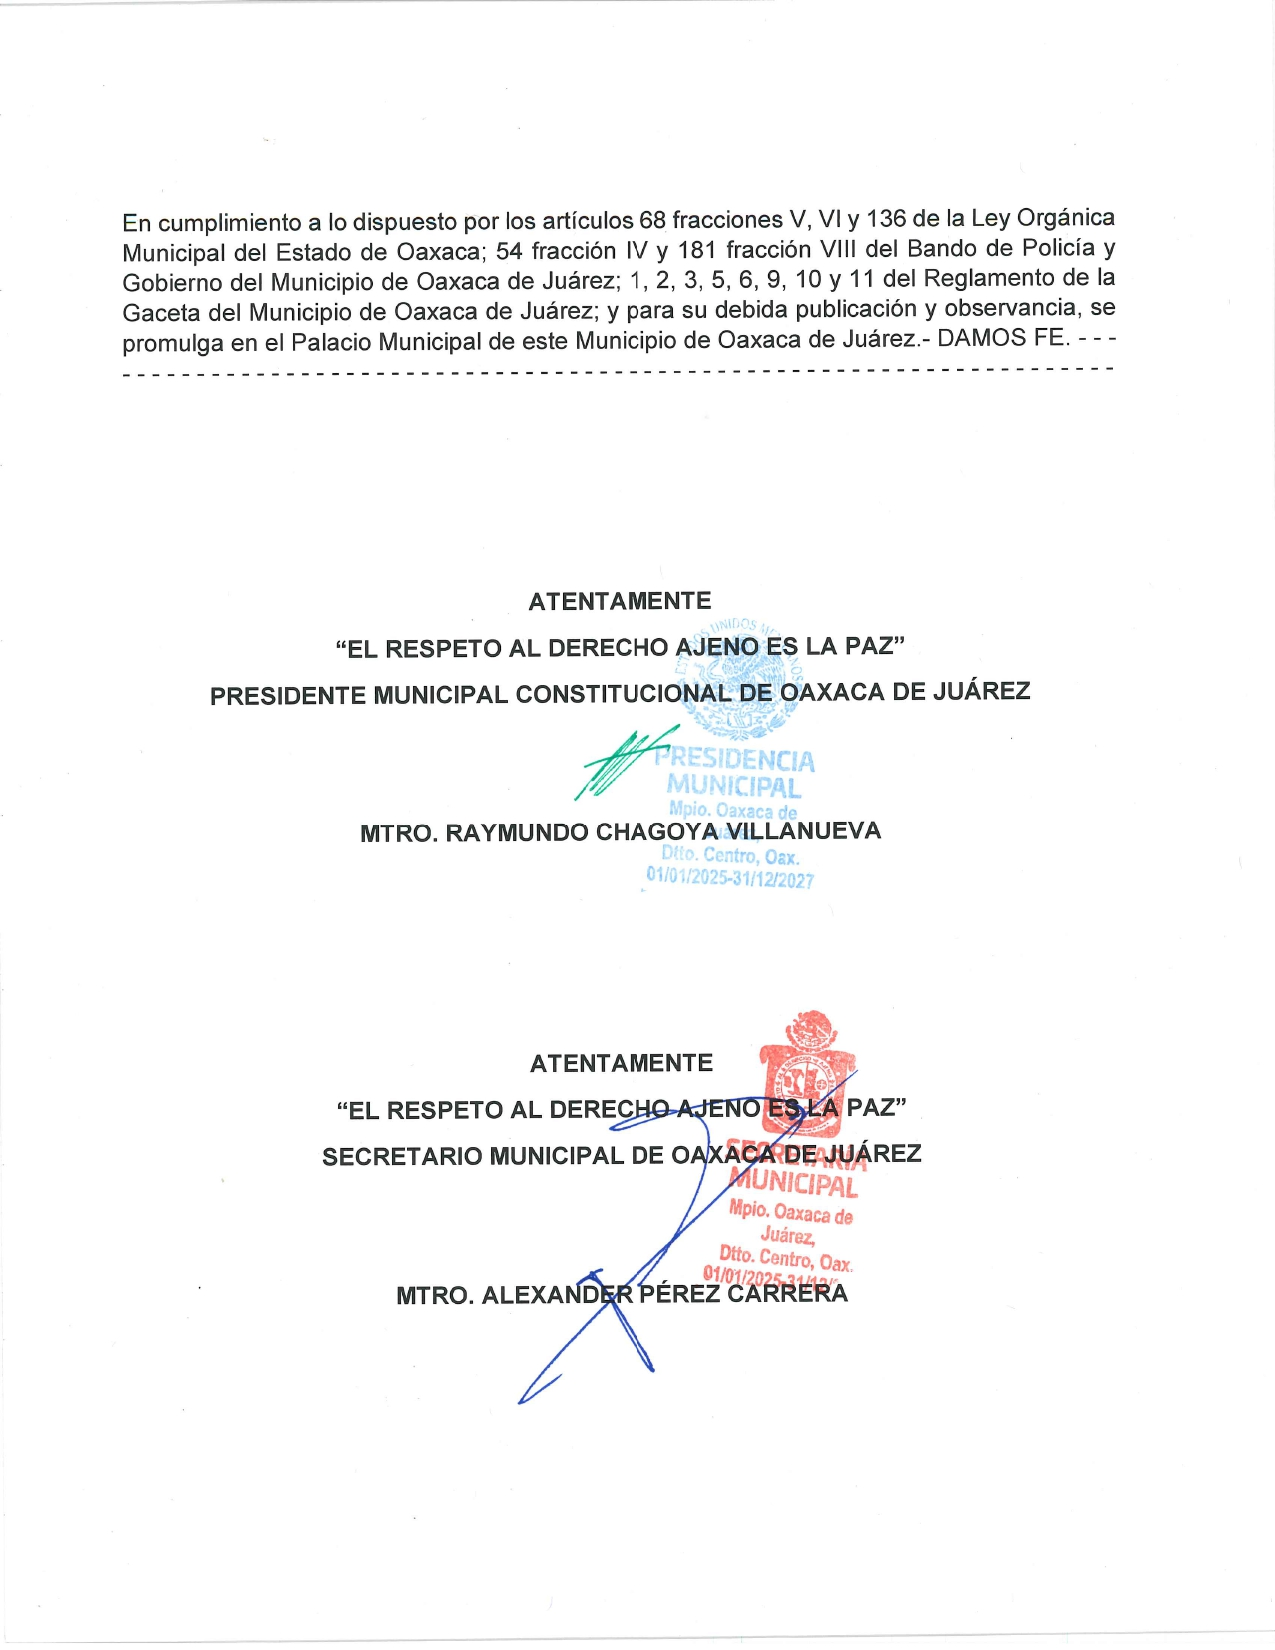 En cumplimiento a lo dispuesto por los artículos 68 fracciones V, VI y 136 de la Ley Orgánica
Municipal del Estado de Oaxaca; 54 fracción IV y 181 fracción VIII del Bando de Policía y
Gobierno del Municipio de Oaxaca de Juárez; 1, 2, 3, 5, 6, 9, 10 y 11 del Reglamento de la
Gaceta del Municipio de Oaxaca de Juárez; y para su debida publicación y observancia, se
promulga en el Palacio Municipal de este Municipio de Oaxaca de Juárez.- DAMOS FE. - - -
- - - - - - - - - - - - - - - - - - - - - - - - - - - - - - - - - - - - - - - - - - - - - - - - - - - - - - - - - - - - - - - - - - - -
ATENTAMENTE
“EL RESPETO AL DERECHO AJENO ES LA PAZ”
PRESIDENTE MUNICIPAL CONSTITUCIONAL DE OAXACA DE JUÁREZ
PRESIDENCIA
MUNICIPAL
Mpio. Oaxaca de
MTRO. RAYMUNDO CHAGOYA VILLANUEVA
Dtto. Centro, Oax.
01/01/2025-31/12/2027
ATENTAMENTE
“EL RESPETO AL DERECHO AJENO ES LA PAZ”
SECRETARIO MUNICIPAL DE OAXACA DE JUÁREZ
SECRETARÍA
MUNICIPAL
Mpio. Oaxaca de
Juárez,
Dtto. Centro, Oax.
01/01/2025-31/12/
MTRO. ALEXANDER PÉREZ CARRERA